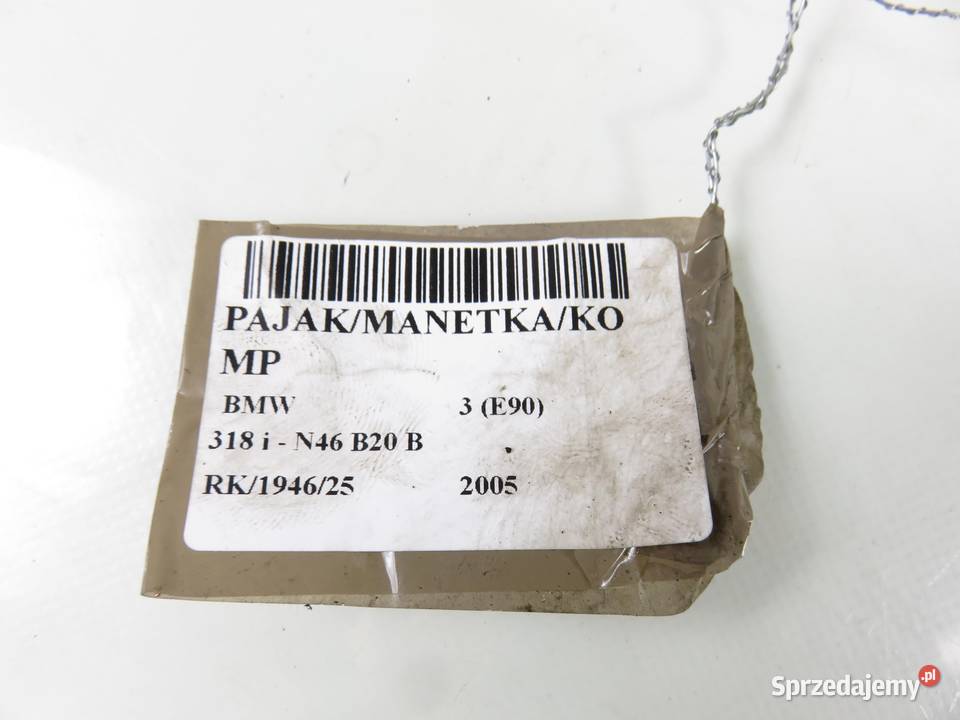 PAJAK/MANETKA/KO
MP
BMW 3 (E90)
318 i - N46 B20 B
RK/1946/25 2005
Sprzedajemy.pl